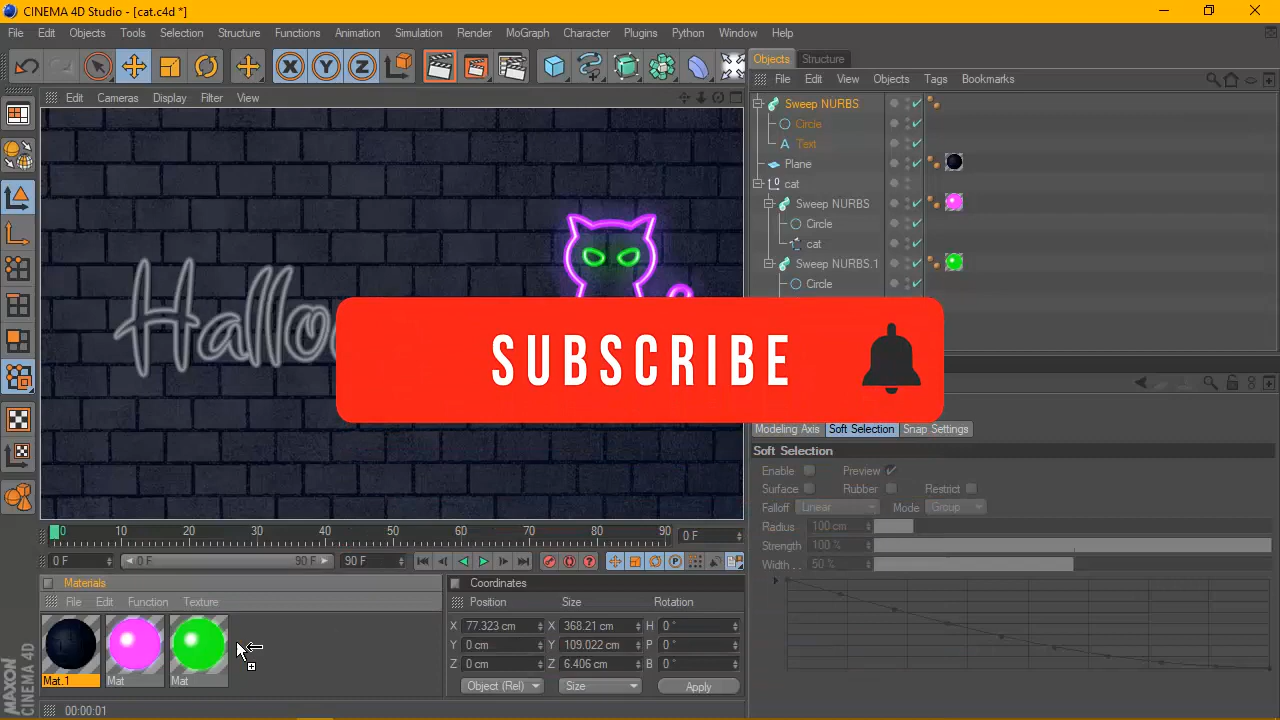 CINEMA 4D Studio - [cat.c4d *]
File Edit Objects Tools Selection Structure Functions Animation Simulation Render MoGraph Character Plugins Python Window Help
Objects Structure
File Edit View Objects Tags Bookmarks
Edit Cameras Display Filter View
Sweep NURBS
Circle
Text
Plane
cat
Sweep NURBS
Circle
cat
Sweep NURBS.1
Circle
Hallo
SUBSCRIBE
Modeling Axis Soft Selection Snap Settings
Soft Selection
Enable Preview
Surface Rubber Restrict
Falloff Linear Mode Group
Radius 100 cm
Strength 100 %
Width . . 50 %
0 10 20 30 40 50 60 70 80 90 0 F
0 F 0 F 90 F 90 F
Materials
File Edit Function Texture
Mat.1 Mat Mat
Coordinates
Position Size Rotation
X 77.323 cm X 368.21 cm H 0 °
Y 0 cm Y 109.022 cm P 0 °
Z 0 cm Z 6.406 cm B 0 °
Object (Rel) Size Apply
MAXON CINEMA 4D
00:00:01